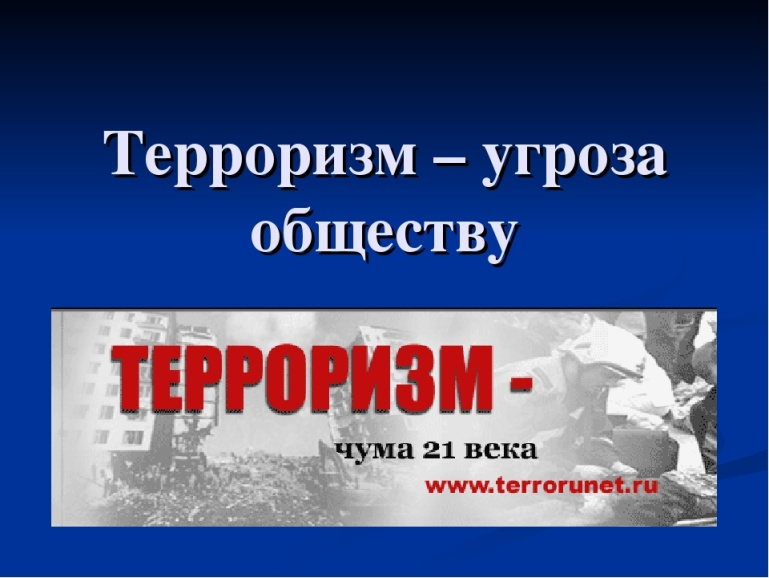 Терроризм – угроза
обществу
ТЕРРОРИЗМ -
чума 21 века
www.terrorunet.ru